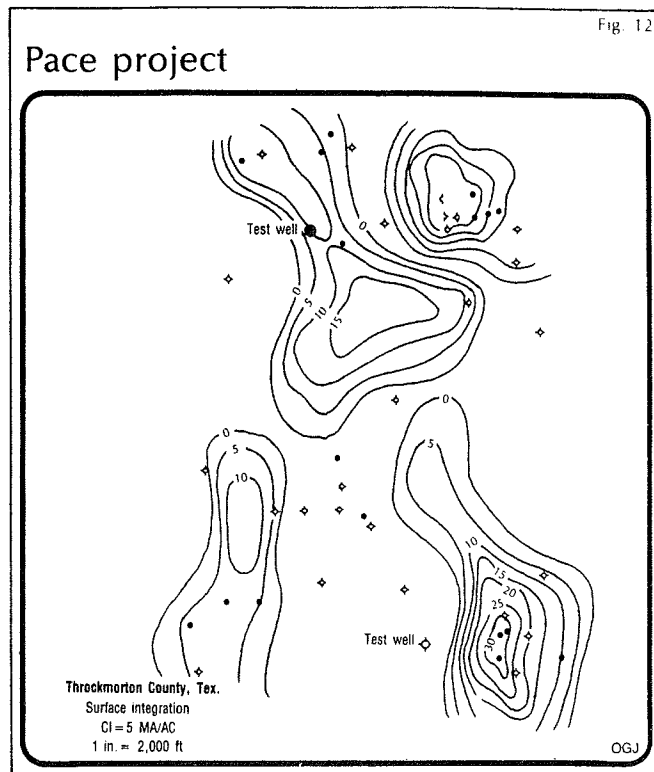 Fig. 12
Pace project
0
Test well
0
5
10
15
0
0
5
10
5
10
15
20
25
30
Test well
Throckmorton County, Tex.
Surface integration
CI = 5 MA/AC
1 in. = 2,000 ft
OGJ